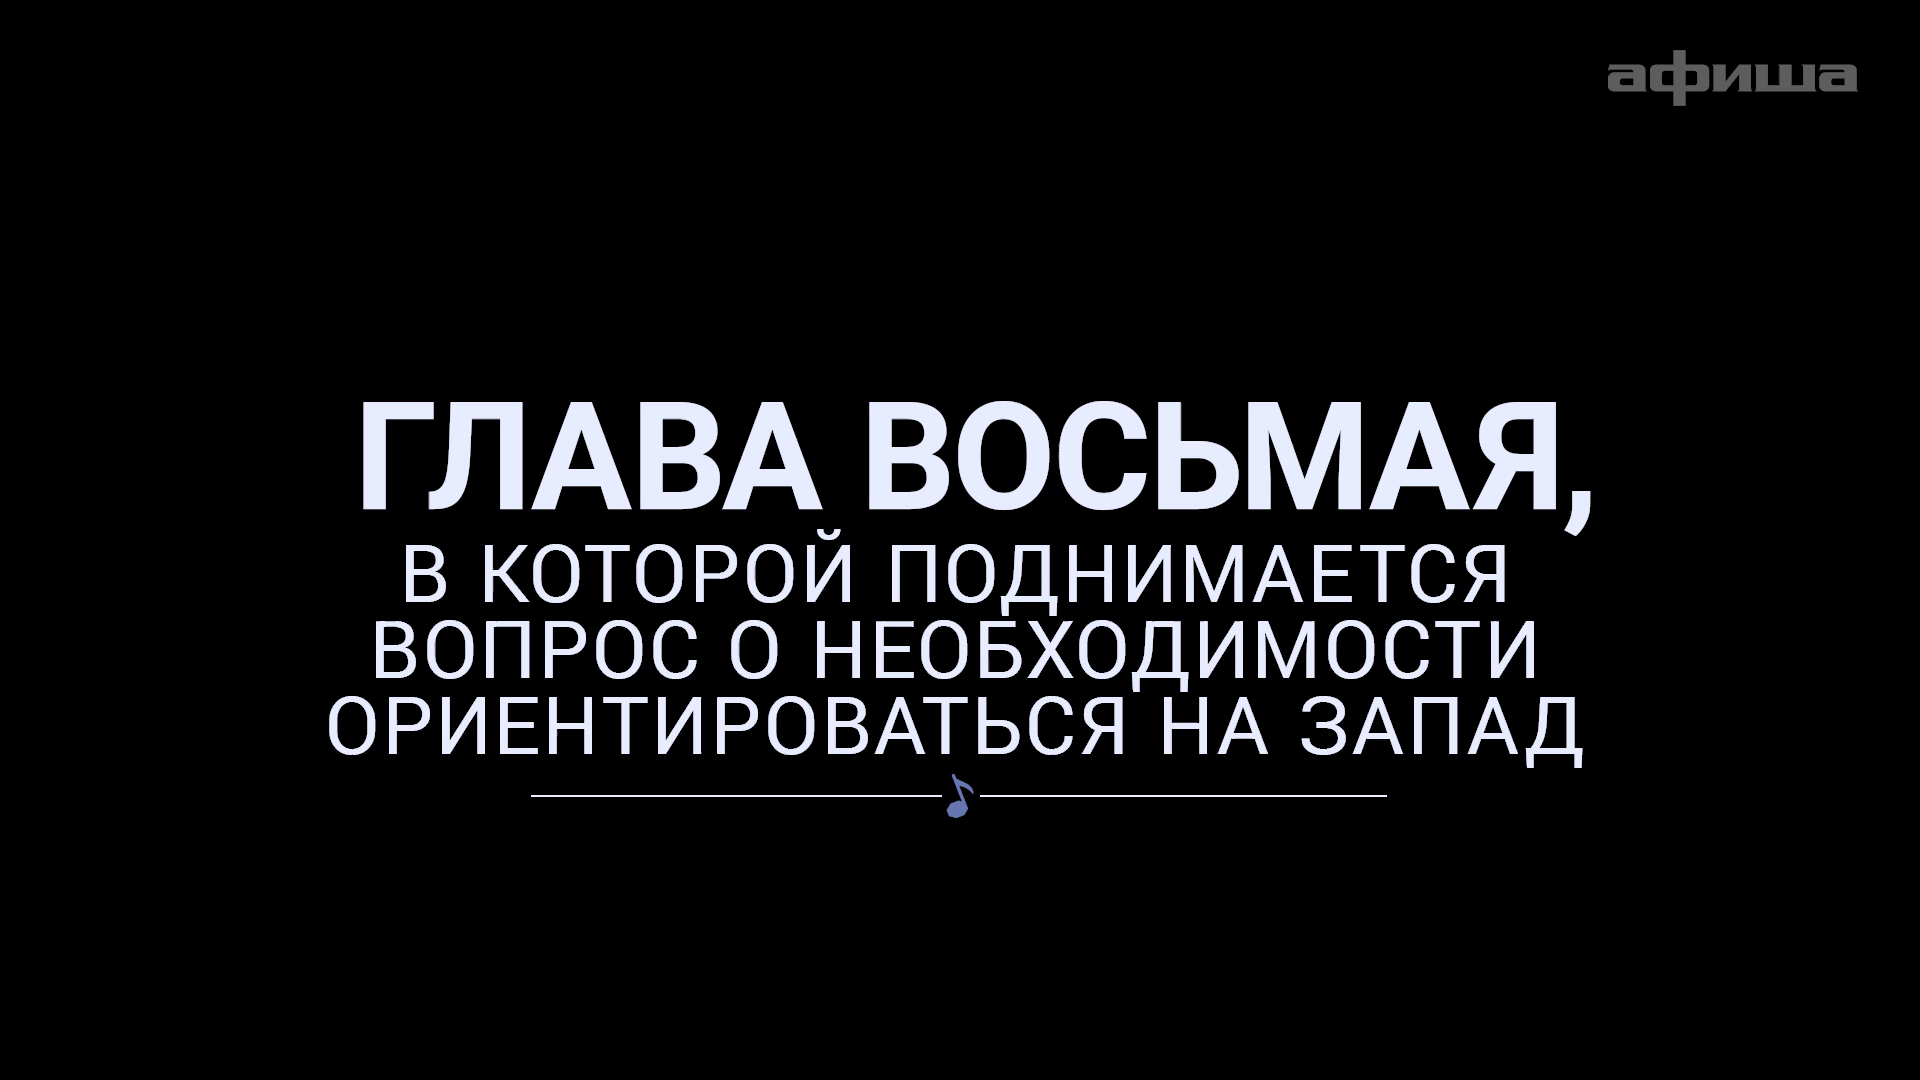 афиша
ГЛАВА ВОСЬМАЯ,
В КОТОРОЙ ПОДНИМАЕТСЯ
ВОПРОС О НЕОБХОДИМОСТИ
ОРИЕНТИРОВАТЬСЯ НА ЗАПАД